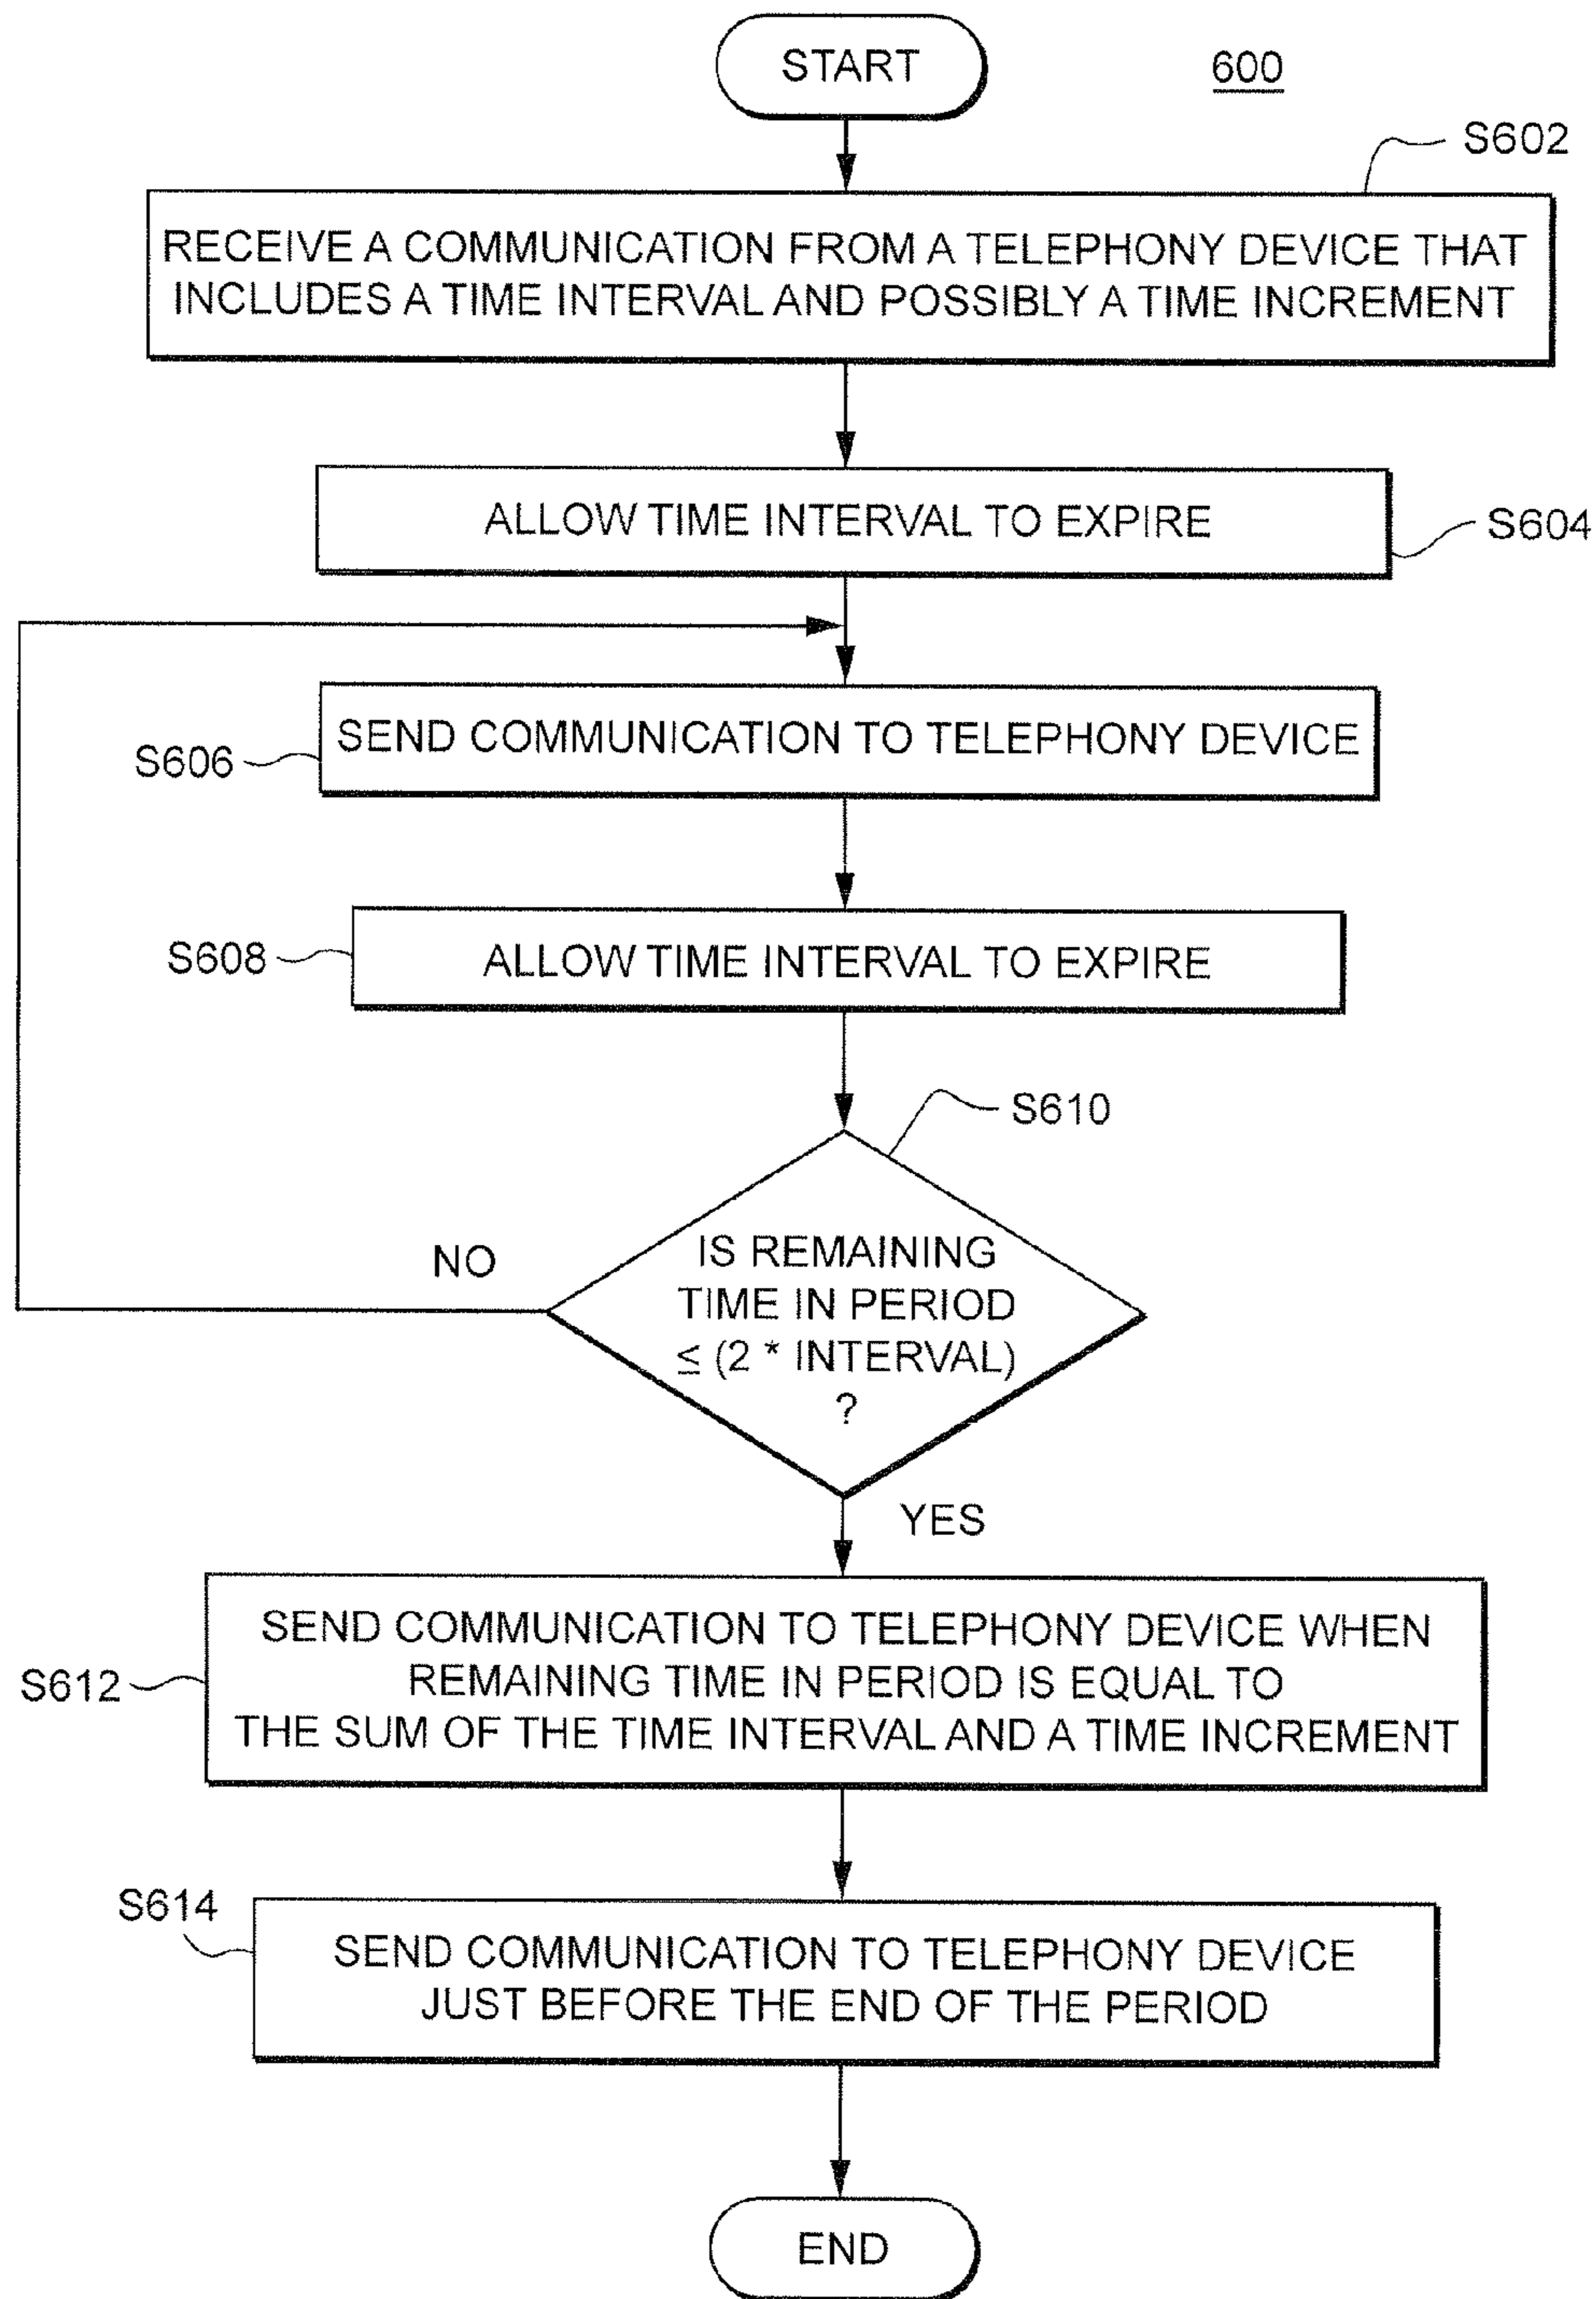 START
600
S602
RECEIVE A COMMUNICATION FROM A TELEPHONY DEVICE THAT
INCLUDES A TIME INTERVAL AND POSSIBLY A TIME INCREMENT
ALLOW TIME INTERVAL TO EXPIRE
S604
SEND COMMUNICATION TO TELEPHONY DEVICE
S606
S608
ALLOW TIME INTERVAL TO EXPIRE
S610
NO
IS REMAINING
TIME IN PERIOD
≤ (2 * INTERVAL)
?
YES
SEND COMMUNICATION TO TELEPHONY DEVICE WHEN
REMAINING TIME IN PERIOD IS EQUAL TO
THE SUM OF THE TIME INTERVAL AND A TIME INCREMENT
S612
S614
SEND COMMUNICATION TO TELEPHONY DEVICE
JUST BEFORE THE END OF THE PERIOD
END